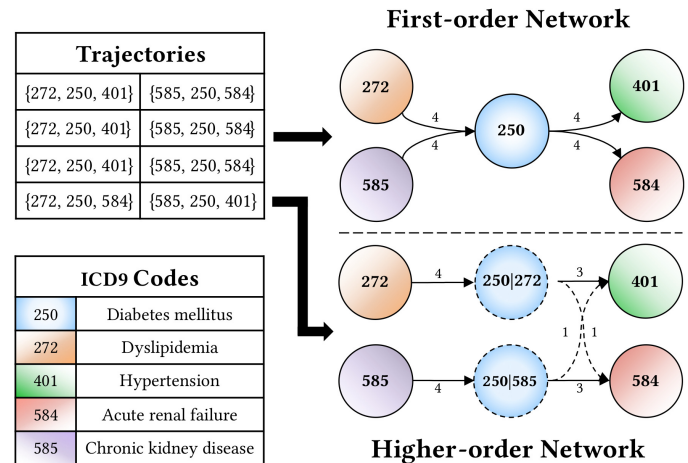 Trajectories
{272, 250, 401} {585, 250, 584}
{272, 250, 401} {585, 250, 584}
{272, 250, 401} {585, 250, 584}
{272, 250, 584} {585, 250, 401}
ICD9 Codes
250 Diabetes mellitus
272 Dyslipidemia
401 Hypertension
584 Acute renal failure
585 Chronic kidney disease
First-order Network
272 4 4 401
250
585 4 4 584
272 4 250|272 3 401
1 1
585 4 250|585 3 584
Higher-order Network